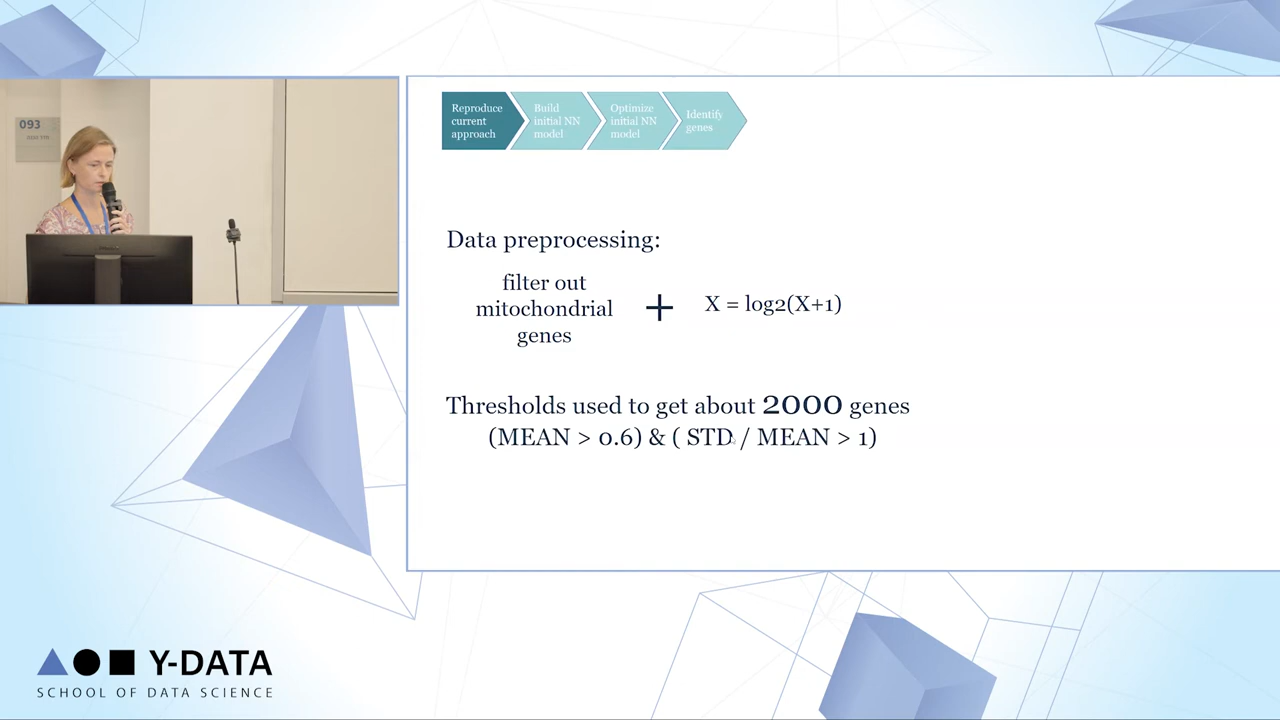 093
Reproduce
current
approach
Build
initial NN
model
Optimize
initial NN
model
Identify
genes
Data preprocessing:
filter out
mitochondrial
genes
+
X = log2(X+1)
Thresholds used to get about 2000 genes
(MEAN > 0.6) & ( STD / MEAN > 1)
Y-DATA
SCHOOL OF DATA SCIENCE